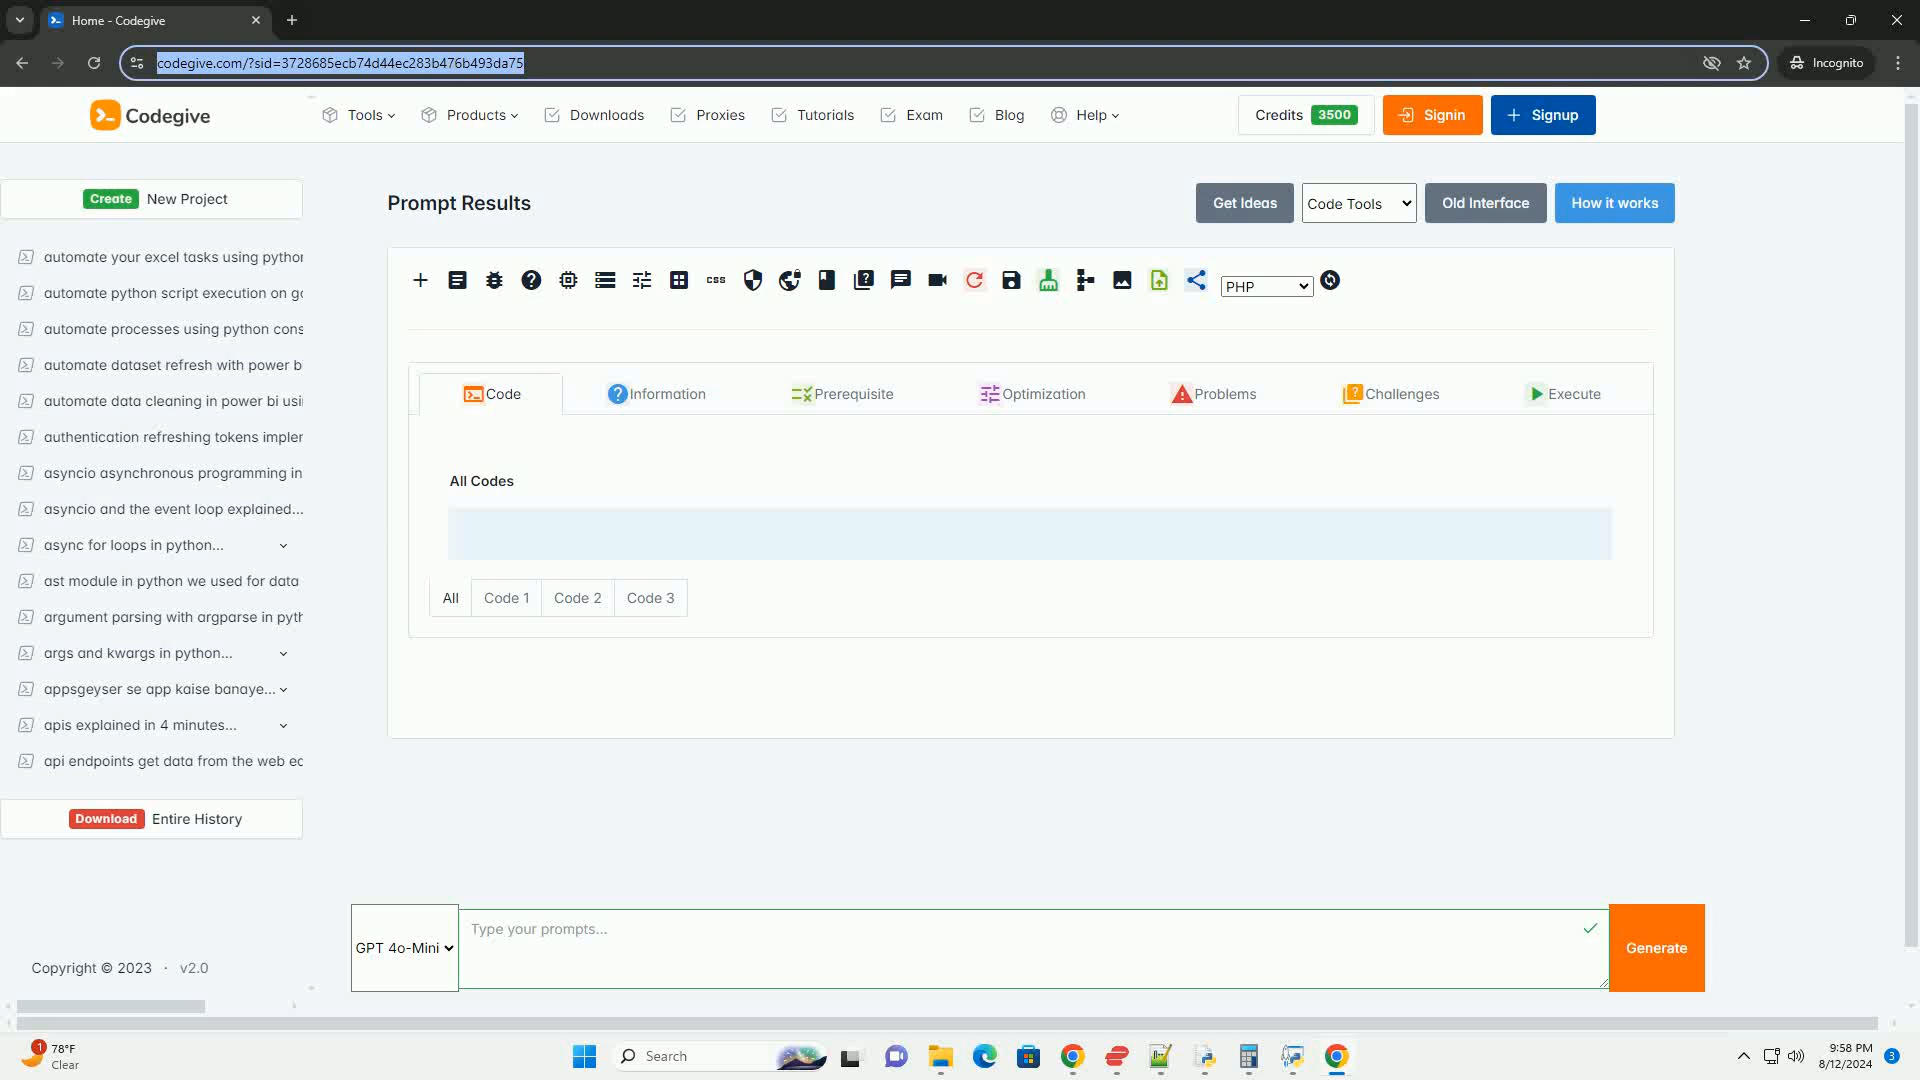 Home - Codegive
codegive.com/?sid=3728685ecb74d44ec283b476b493da75
Incognito
Codegive
Tools
Products
Downloads
Proxies
Tutorials
Exam
Blog
Help
Credits 3500
Signin
Signup
Create New Project
automate your excel tasks using python
automate python script execution on go
automate processes using python cons
automate dataset refresh with power b
automate data cleaning in power bi usi
authentication refreshing tokens impler
asyncio asynchronous programming in
asyncio and the event loop explained...
async for loops in python...
ast module in python we used for data
argument parsing with argparse in pyth
args and kwargs in python...
appsgeyser se app kaise banaye...
apis explained in 4 minutes...
api endpoints get data from the web ec
Download Entire History
Copyright © 2023 · v2.0
Prompt Results
Get Ideas
Code Tools
Old Interface
How it works
css
PHP
Code
Information
Prerequisite
Optimization
Problems
Challenges
Execute
All Codes
All
Code 1
Code 2
Code 3
GPT 4o-Mini
Type your prompts...
Generate
1
78°F
Clear
Search
9:58 PM
8/12/2024
3